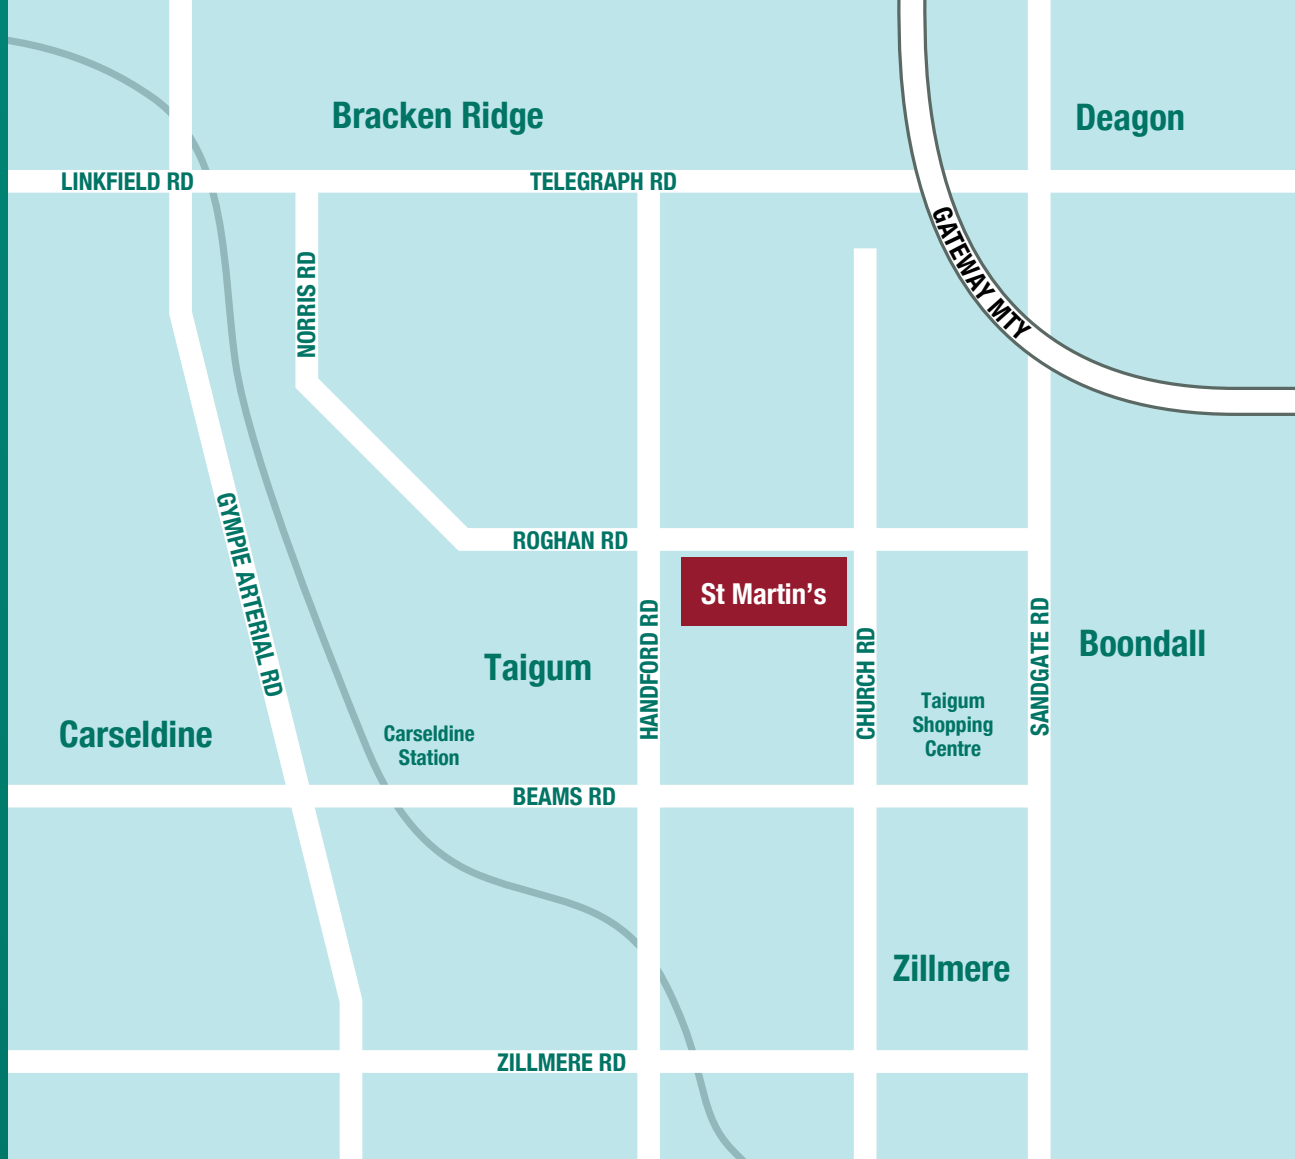 Bracken Ridge
Deagon
LINKFIELD RD
TELEGRAPH RD
GATEWAY MTY
NORRIS RD
GYMPIE ARTERIAL RD
ROGHAN RD
St Martin’s
HANDFORD RD
CHURCH RD
SANDGATE RD
Boondall
Taigum
Taigum
Shopping
Centre
Carseldine
Carseldine
Station
BEAMS RD
Zillmere
ZILLMERE RD